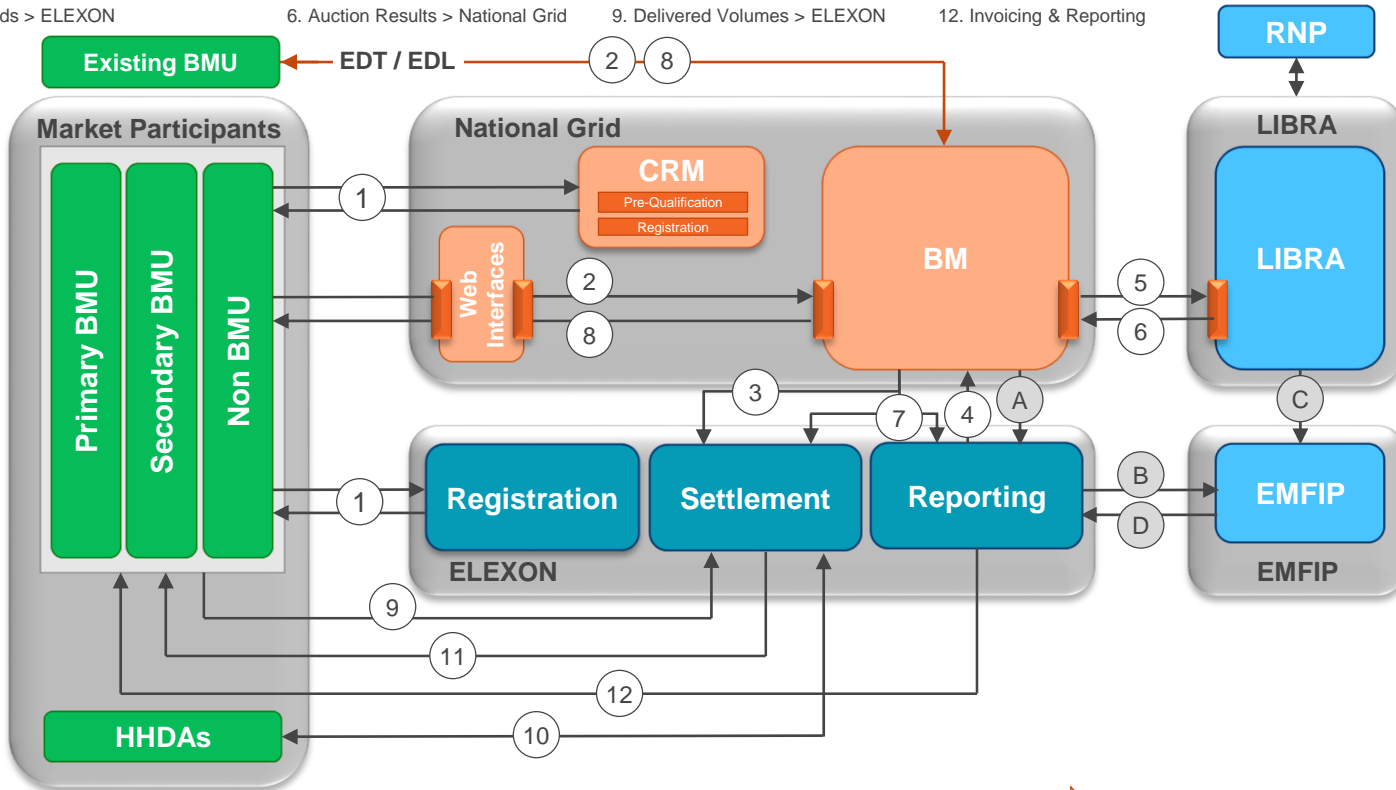 ds > ELEXON
6. Auction Results > National Grid
9. Delivered Volumes > ELEXON
12. Invoicing & Reporting
RNP
Existing BMU
EDT / EDL
2
8
Market Participants
National Grid
LIBRA
CRM
Pre-Qualification
Registration
1
Primary BMU
Secondary BMU
Non BMU
Web
Interfaces
BM
LIBRA
2
8
5
6
3
7
4
A
C
Registration
Settlement
Reporting
EMFIP
1
B
D
ELEXON
EMFIP
9
11
12
HHDAs
10